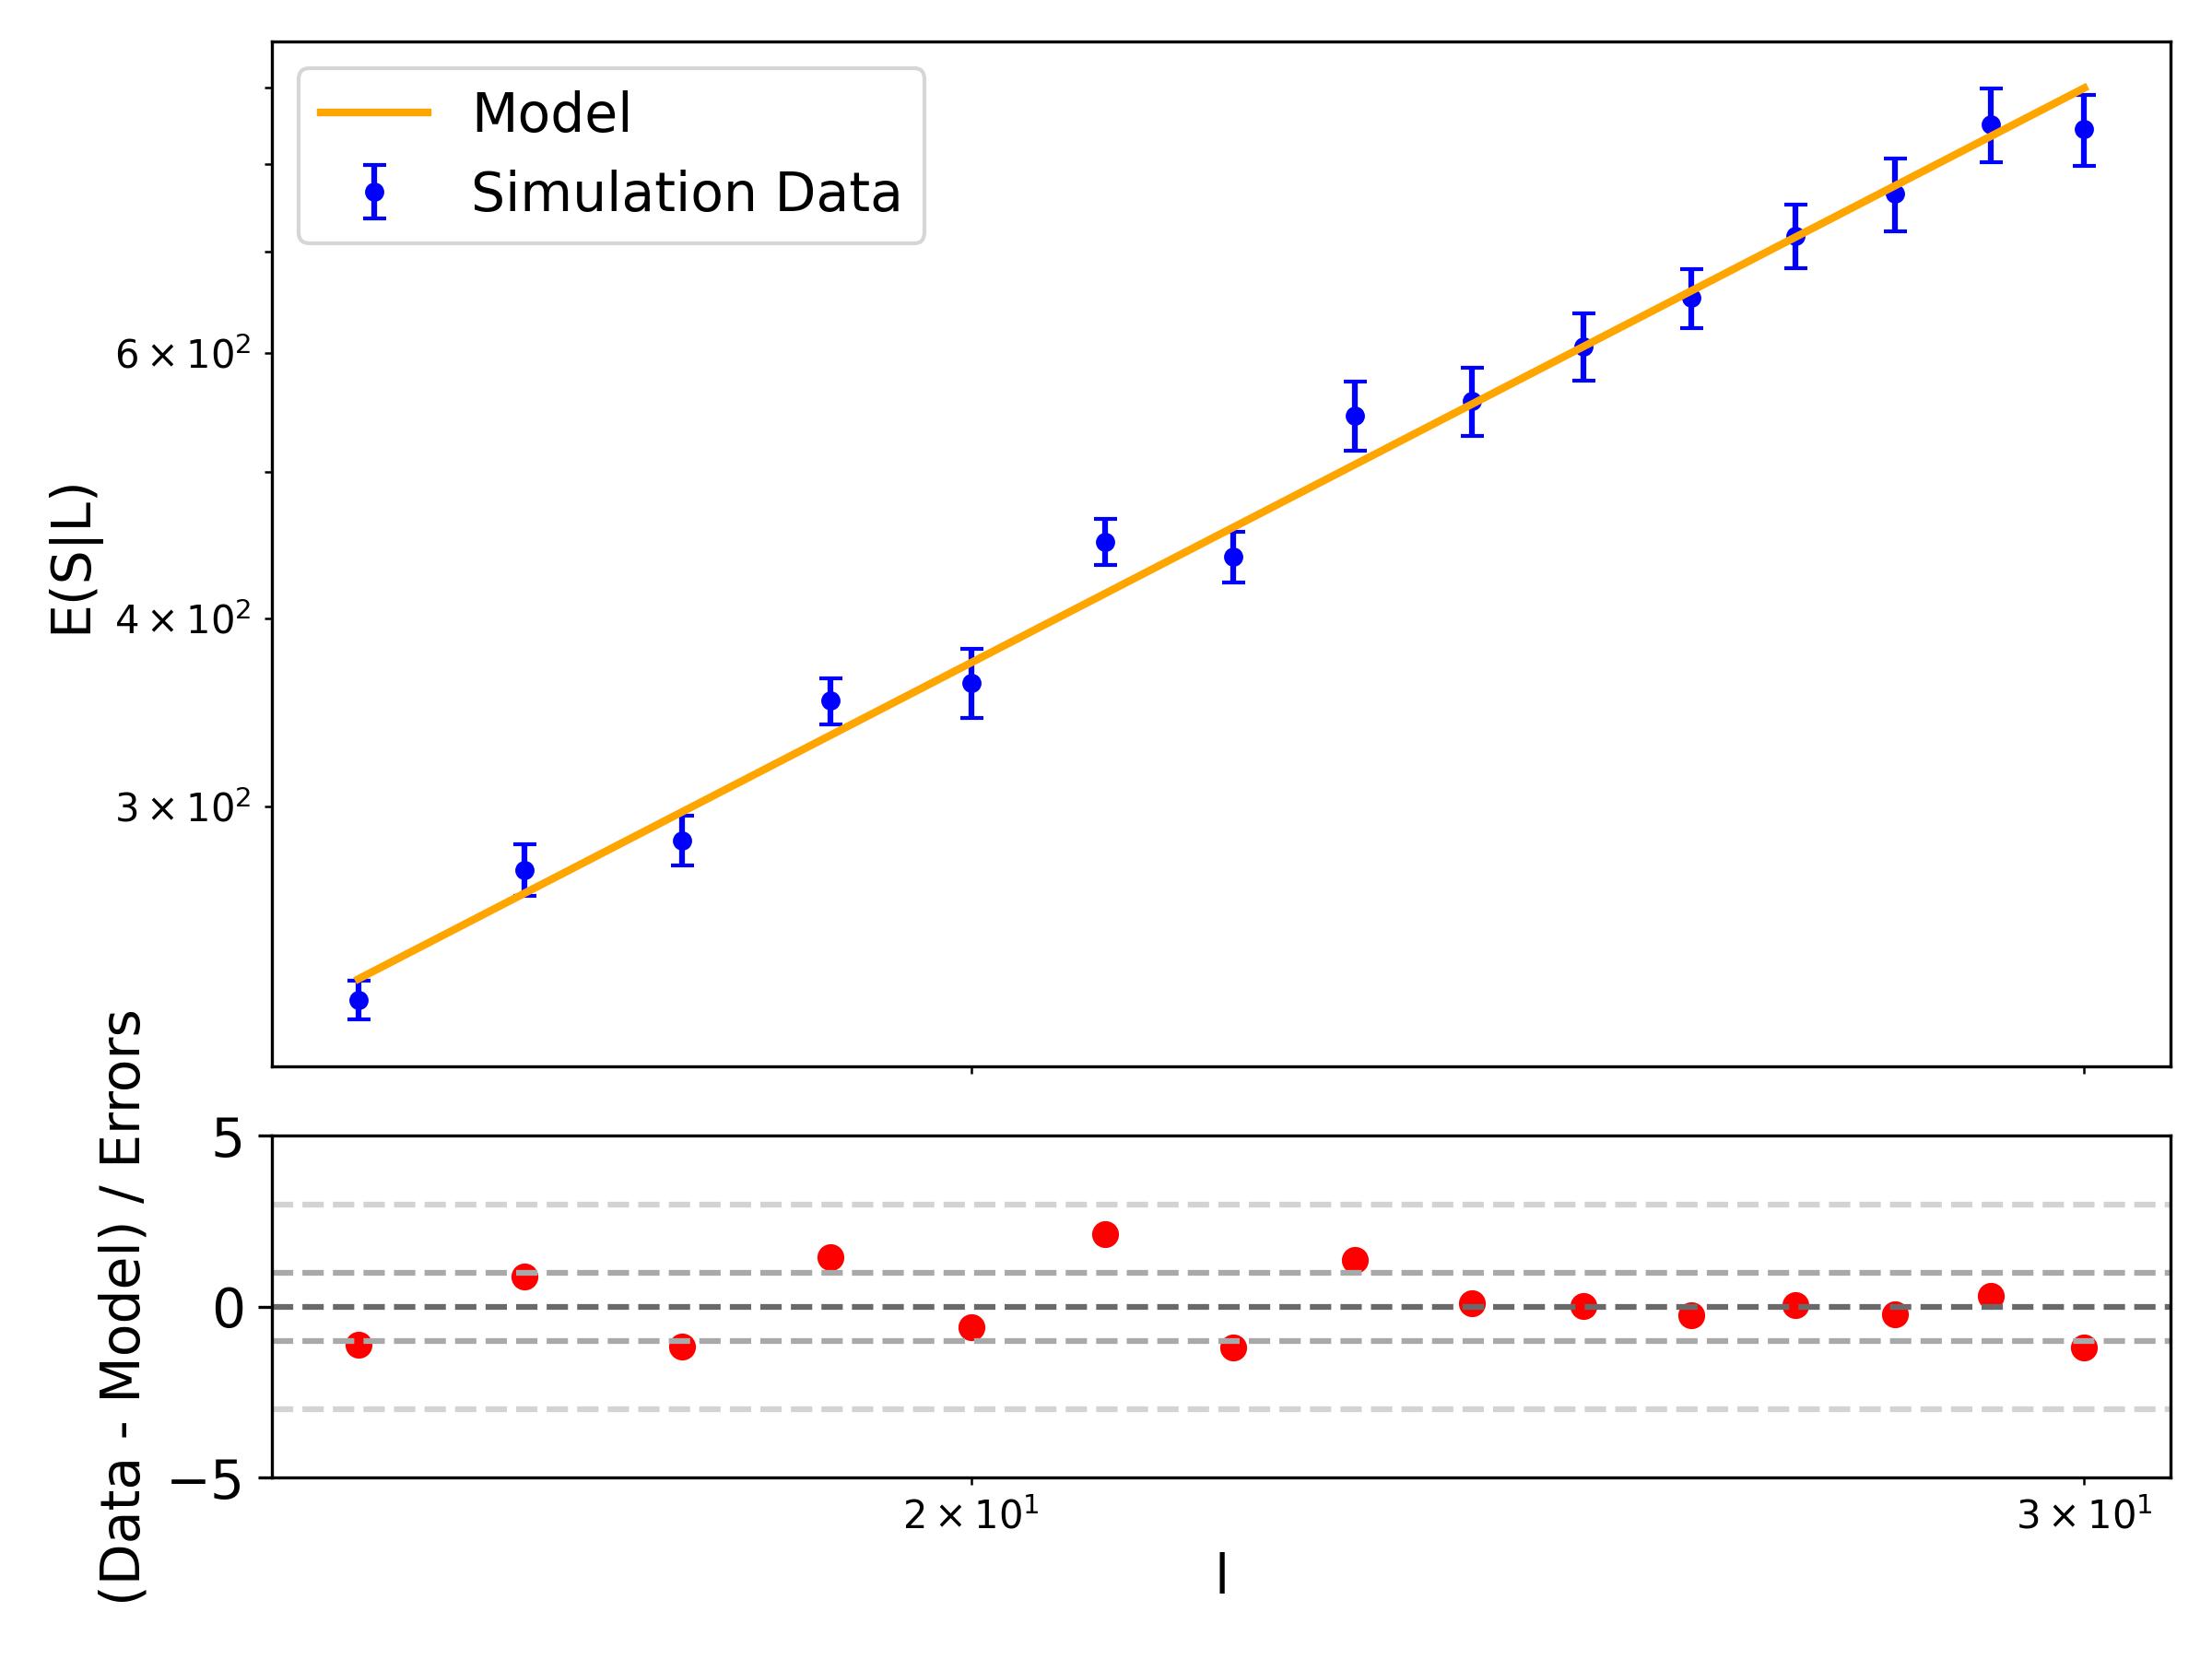 Model
Simulation Data
E(S|L)
6×10²
4×10²
3×10²
(Data - Model) / Errors
5
0
−5
2×10¹
3×10¹
l